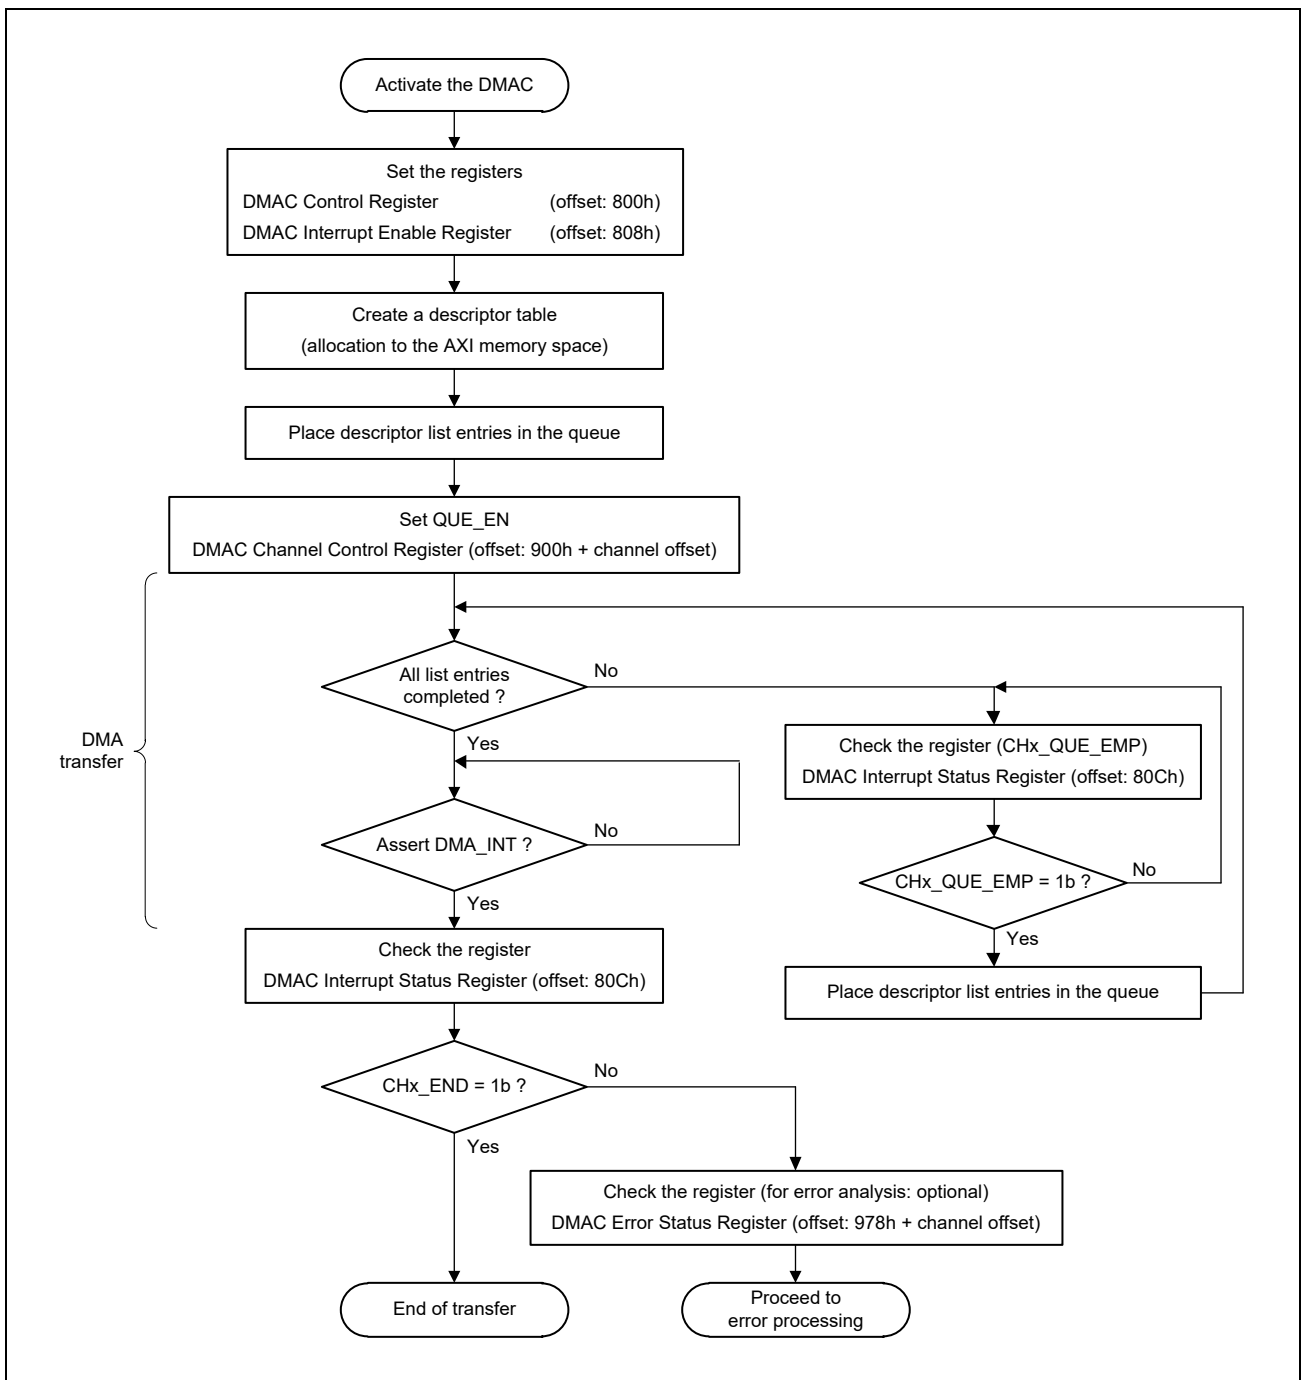 Activate the DMAC
Set the registers
DMAC Control Register (offset: 800h)
DMAC Interrupt Enable Register (offset: 808h)
Create a descriptor table
(allocation to the AXI memory space)
Place descriptor list entries in the queue
Set QUE_EN
DMAC Channel Control Register (offset: 900h + channel offset)
DMA
transfer
All list entries
completed ?
No
Yes
Check the register (CHx_QUE_EMP)
DMAC Interrupt Status Register (offset: 80Ch)
Assert DMA_INT ?
No
Yes
CHx_QUE_EMP = 1b ?
No
Yes
Place descriptor list entries in the queue
Check the register
DMAC Interrupt Status Register (offset: 80Ch)
CHx_END = 1b ?
No
Yes
Check the register (for error analysis: optional)
DMAC Error Status Register (offset: 978h + channel offset)
End of transfer
Proceed to
error processing